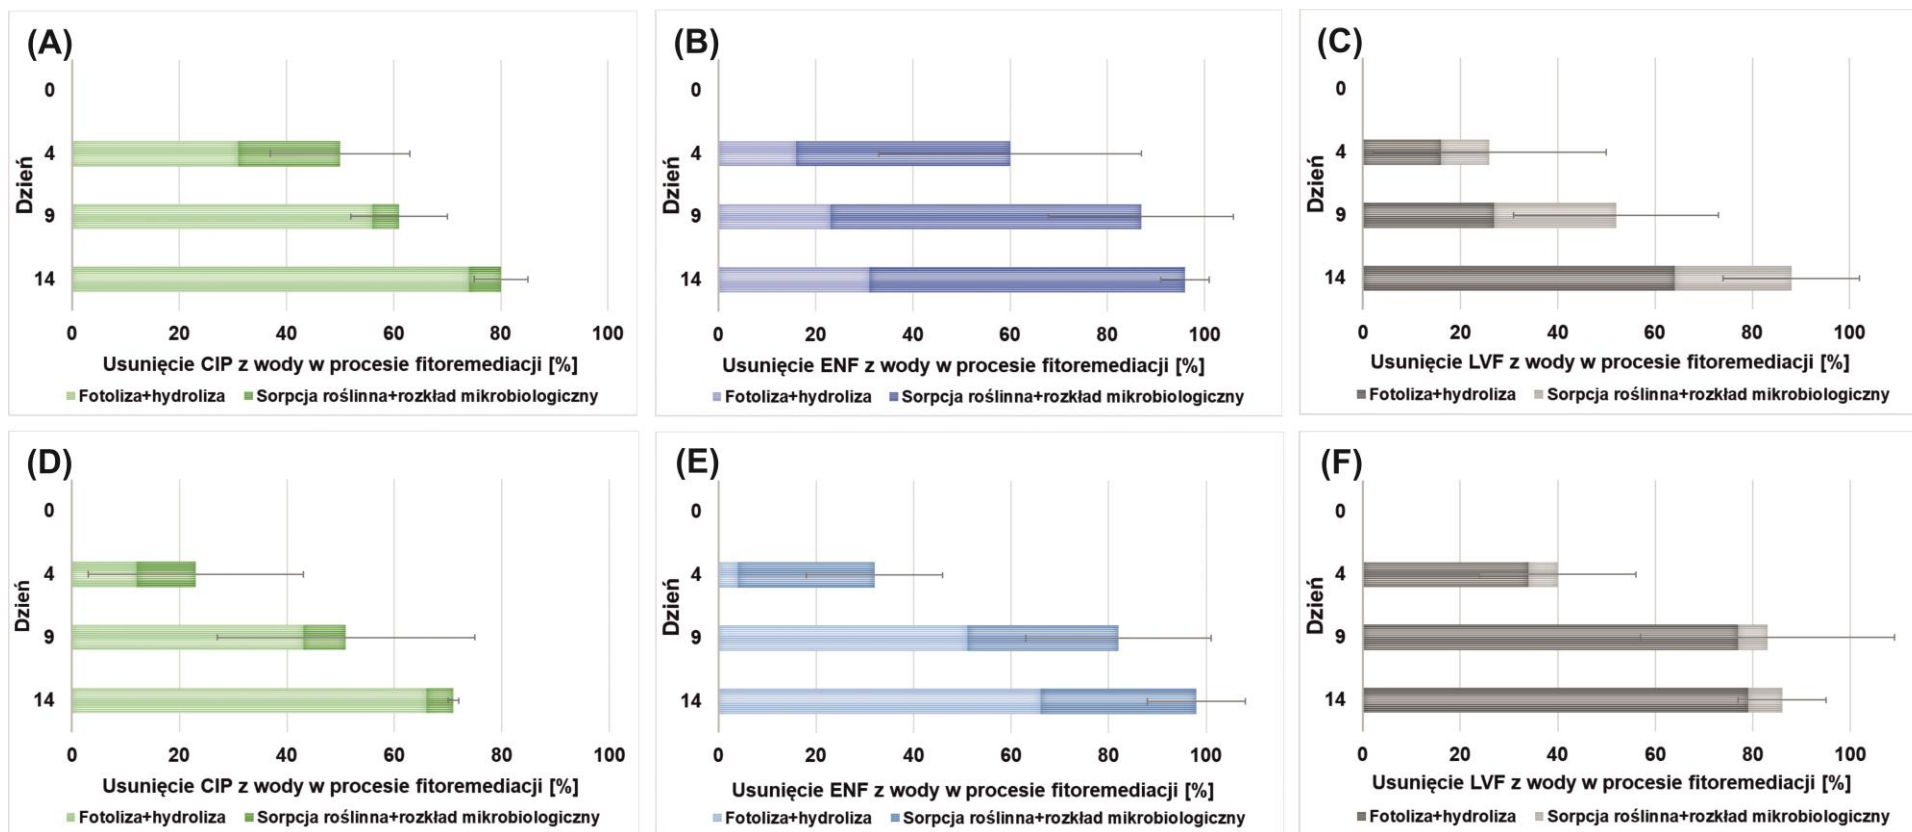 (A)
0
4
9
14
Dzień
0 20 40 60 80 100
Usunięcie CIP z wody w procesie fitoremediacji [%]
Fotoliza+hydroliza Sorpcja roślinna+rozkład mikrobiologiczny
(B)
0
4
9
14
Dzień
0 20 40 60 80 100
Usunięcie ENF z wody w procesie fitoremediacji [%]
Fotoliza+hydroliza Sorpcja roślinna+rozkład mikrobiologiczny
(C)
0
4
9
14
Dzień
0 20 40 60 80 100
Usunięcie LVF z wody w procesie fitoremediacji [%]
Fotoliza+hydroliza Sorpcja roślinna+rozkład mikrobiologiczny
(D)
0
4
9
14
Dzień
0 20 40 60 80 100
Usunięcie CIP z wody w procesie fitoremediacji [%]
Fotoliza+hydroliza Sorpcja roślinna+rozkład mikrobiologiczny
(E)
0
4
9
14
Dzień
0 20 40 60 80 100
Usunięcie ENF z wody w procesie fitoremediacji [%]
Fotoliza+hydroliza Sorpcja roślinna+rozkład mikrobiologiczny
(F)
0
4
9
14
Dzień
0 20 40 60 80 100
Usunięcie LVF z wody w procesie fitoremediacji [%]
Fotoliza+hydroliza Sorpcja roślinna+rozkład mikrobiologiczny